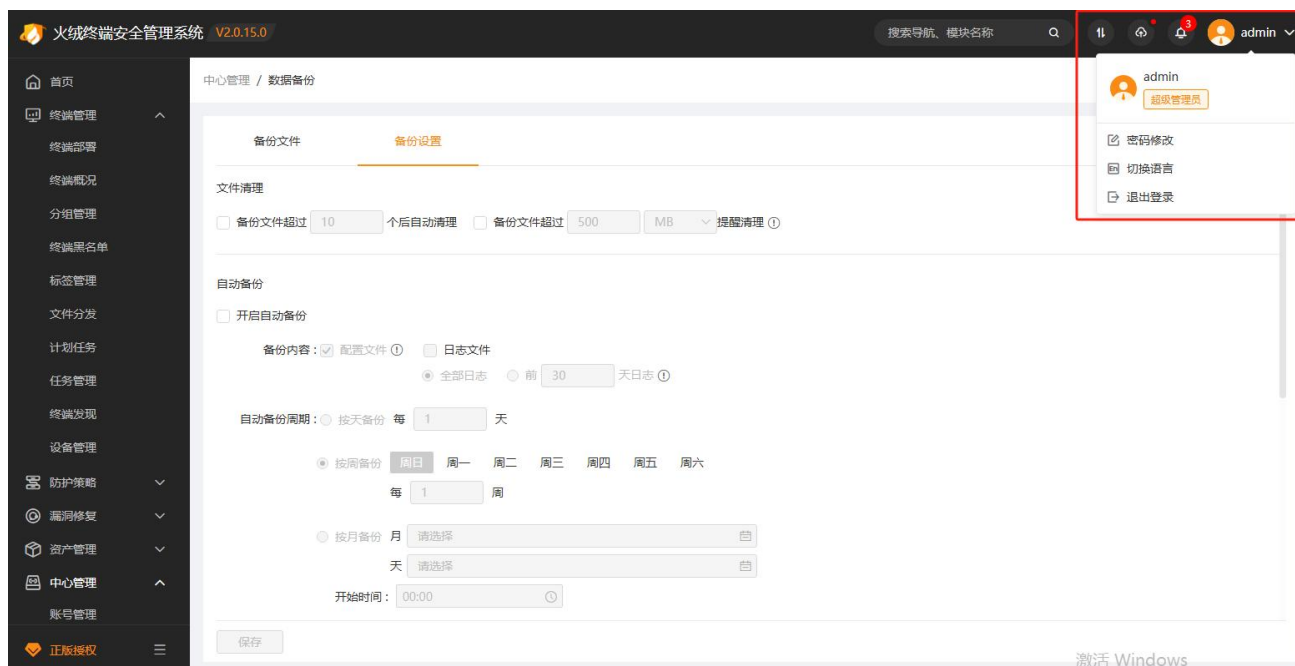 火绒终端安全管理系统 V2.0.15.0 搜索导航、模块名称 3 admin
首页
终端管理
终端部署
终端概况
分组管理
终端黑名单
标签管理
文件分发
计划任务
任务管理
终端发现
设备管理
防护策略
漏洞修复
资产管理
中心管理
账号管理
正版授权
中心管理 / 数据备份
admin
超级管理员
密码修改
En 切换语言
退出登录
备份文件 备份设置
文件清理
备份文件超过 10 个后自动清理 备份文件超过 500 MB 提醒清理
自动备份
开启自动备份
备份内容: 配置文件 日志文件
全部日志 前 30 天日志
自动备份周期: 按天备份 每 1 天
按周备份 周日 周一 周二 周三 周四 周五 周六
每 1 周
按月备份 月 请选择
天 请选择
开始时间: 00:00
保存
激活 Windows